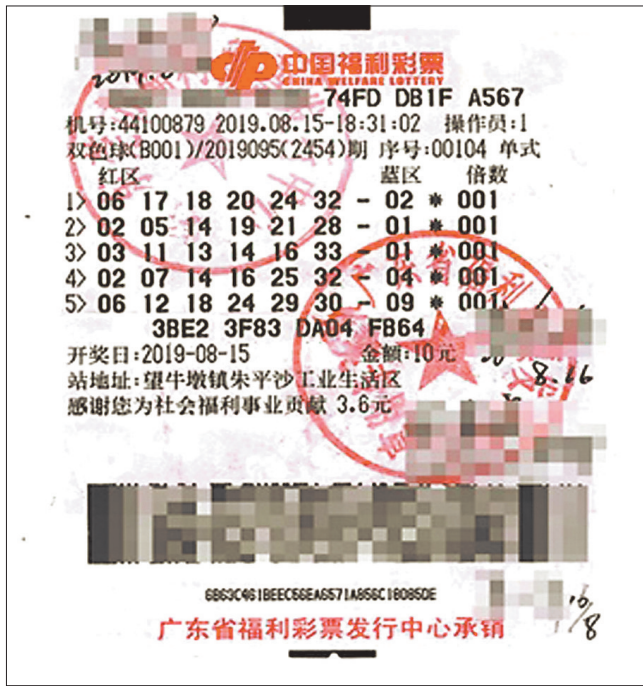 中国福利彩票
CHINA WELFARE LOTTERY
74FD DB1F A567
机号:44100879 2019.08.15-18:31:02 操作员:1
双色球(B001)/2019095(2454)期 序号:00104 单式
红区 蓝区 倍数
1> 06 17 18 20 24 32 - 02 * 001
2> 02 05 14 19 21 28 - 01 * 001
3> 03 11 13 14 16 33 - 01 * 001
4> 02 07 14 16 25 32 - 04 * 001
5> 06 12 18 24 29 30 - 09 * 001
3BE2 3F83 DA04 FB64
开奖日:2019-08-15 金额:10元
站地址:望牛墩镇朱平沙工业生活区
感谢您为社会福利事业贡献 3.6元
广东省福利彩票发行中心承销